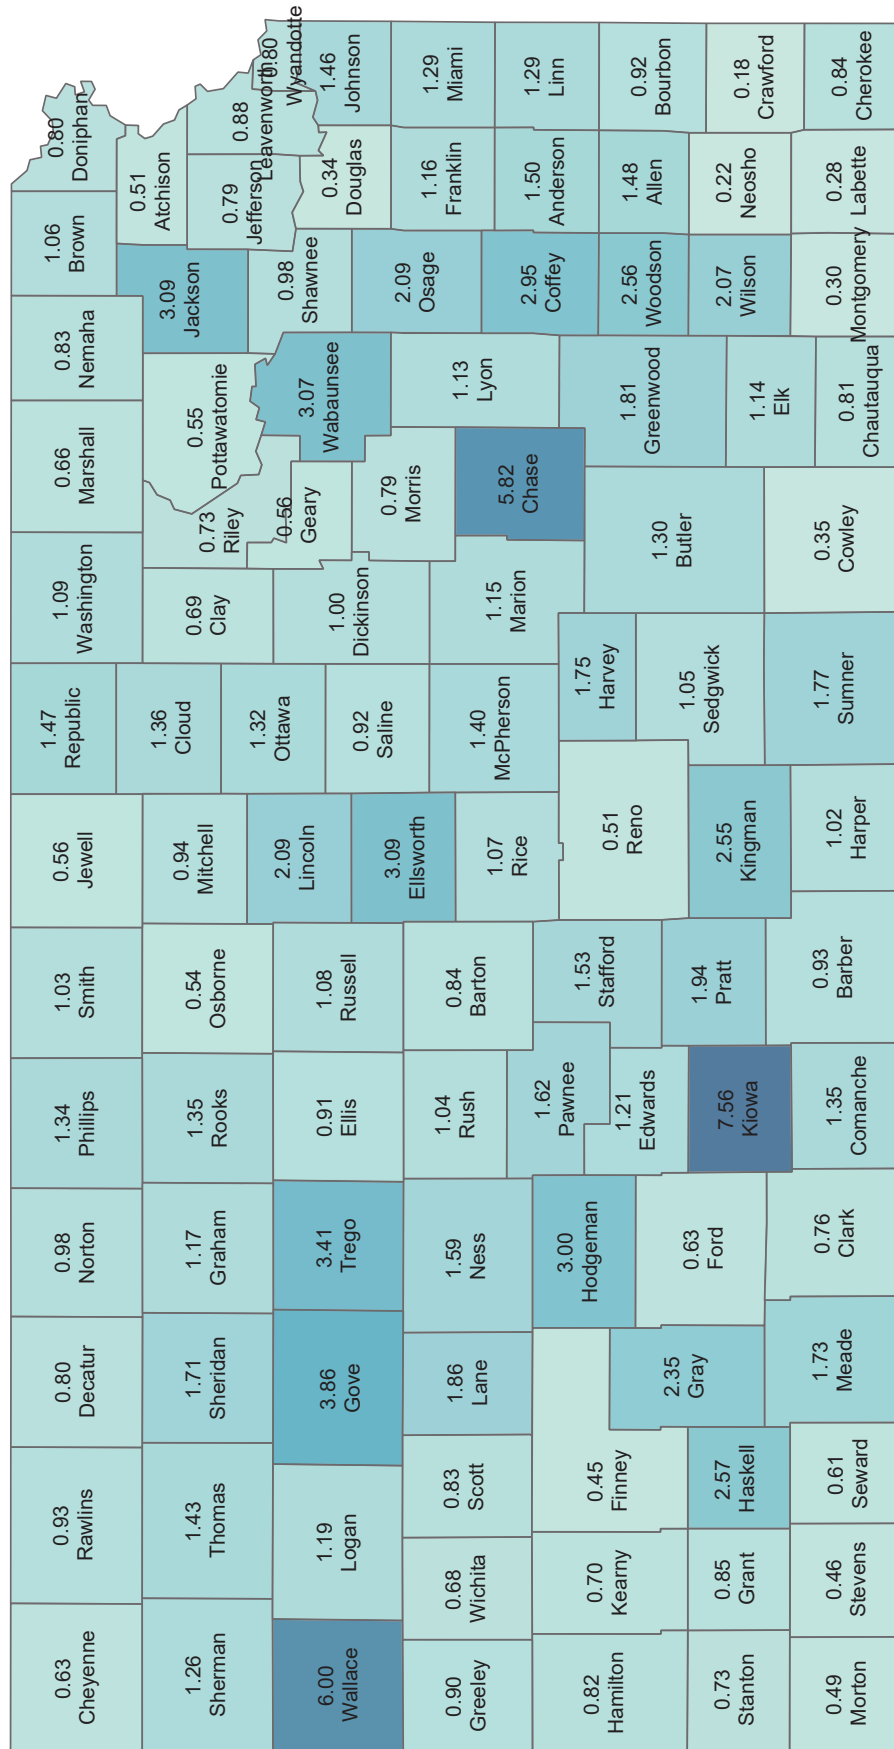 0.63
Cheyenne
0.93
Rawlins
0.80
Decatur
0.98
Norton
1.34
Phillips
1.03
Smith
0.56
Jewell
1.47
Republic
1.09
Washington
0.66
Marshall
0.83
Nemaha
1.06
Brown
0.80
Doniphan
1.26
Sherman
1.43
Thomas
1.71
Sheridan
1.17
Graham
1.35
Rooks
0.54
Osborne
0.94
Mitchell
1.36
Cloud
0.69
Clay
0.73
Riley
0.55
Pottawatomie
3.09
Jackson
0.51
Atchison
0.79
Jefferson
0.88
Leavenworth
0.80
Wyandotte
6.00
Wallace
1.19
Logan
3.86
Gove
3.41
Trego
0.91
Ellis
1.08
Russell
2.09
Lincoln
1.32
Ottawa
1.00
Dickinson
0.56
Geary
3.07
Wabaunsee
0.98
Shawnee
0.34
Douglas
1.46
Johnson
0.92
Saline
3.09
Ellsworth
0.79
Morris
2.09
Osage
1.16
Franklin
1.29
Miami
0.90
Greeley
0.68
Wichita
0.83
Scott
1.86
Lane
1.59
Ness
1.04
Rush
0.84
Barton
1.07
Rice
1.40
McPherson
1.15
Marion
5.82
Chase
1.13
Lyon
2.95
Coffey
1.50
Anderson
1.29
Linn
0.82
Hamilton
0.70
Kearny
0.45
Finney
3.00
Hodgeman
1.62
Pawnee
1.53
Stafford
0.51
Reno
1.75
Harvey
1.30
Butler
1.81
Greenwood
2.56
Woodson
1.48
Allen
0.92
Bourbon
2.35
Gray
0.63
Ford
1.21
Edwards
1.94
Pratt
2.55
Kingman
1.05
Sedgwick
1.14
Elk
2.07
Wilson
0.22
Neosho
0.18
Crawford
0.73
Stanton
0.85
Grant
2.57
Haskell
7.56
Kiowa
0.49
Morton
0.46
Stevens
0.61
Seward
1.73
Meade
0.76
Clark
1.35
Comanche
0.93
Barber
1.02
Harper
1.77
Sumner
0.35
Cowley
0.81
Chautauqua
0.30
Montgomery
0.28
Labette
0.84
Cherokee